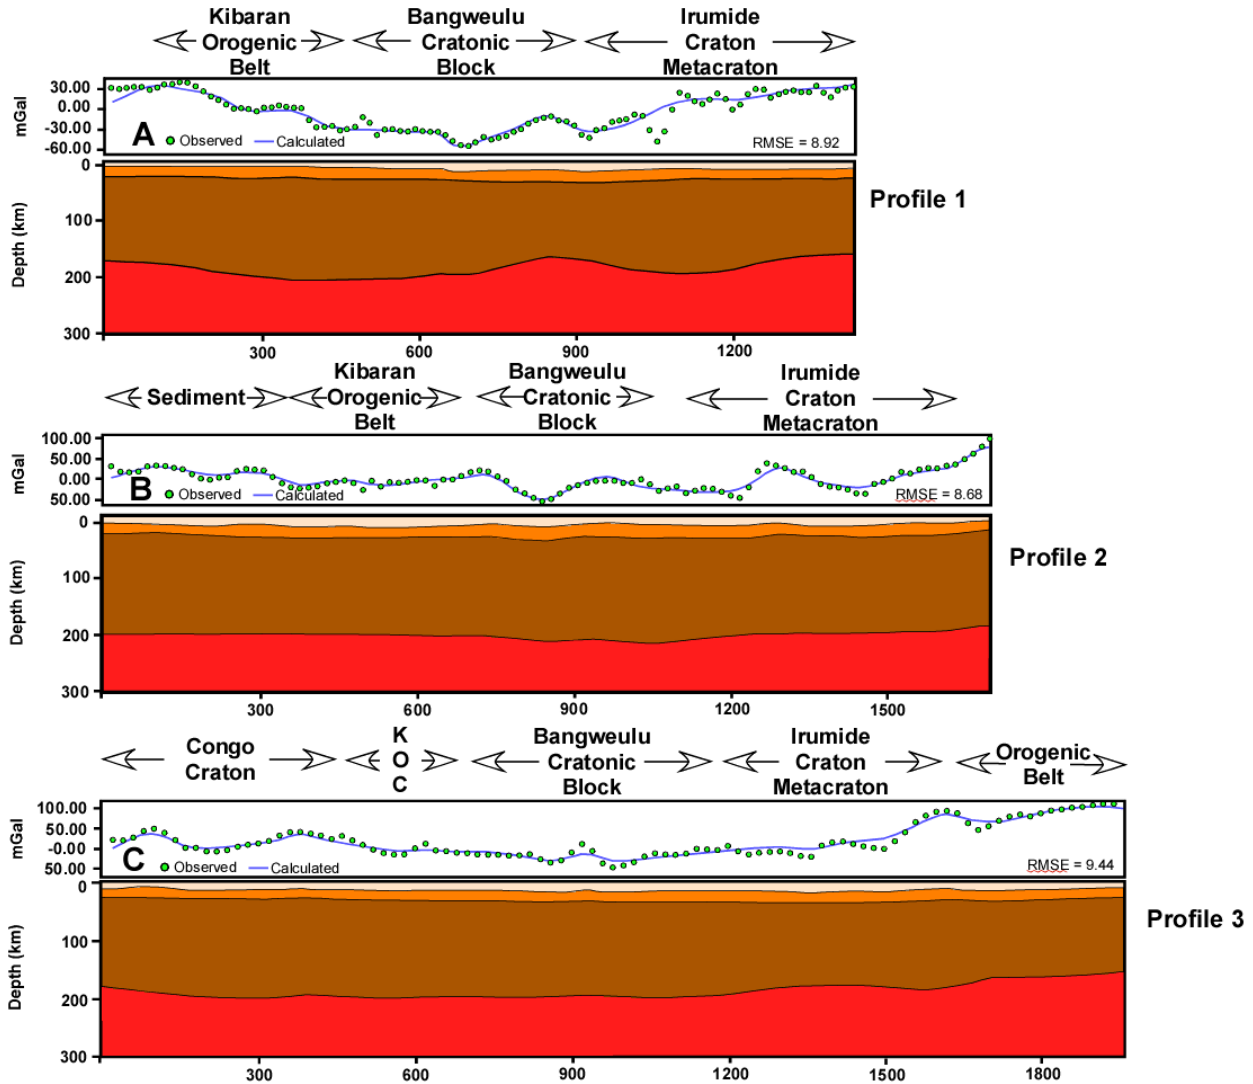 Kibaran Orogenic Belt
Bangweulu Cratonic Block
Irumide Craton Metacraton
mGal
30.00
0.00
-30.00
-60.00
A
Observed
Calculated
RMSE = 8.92
Depth (km)
0
100
200
300
Profile 1
300 600 900 1200
Sediment
Kibaran Orogenic Belt
Bangweulu Cratonic Block
Irumide Craton Metacraton
mGal
100.00
50.00
0.00
50.00
B
Observed
Calculated
RMSE = 8.68
Depth (km)
0
100
200
300
Profile 2
300 600 900 1200 1500
Congo Craton
K O C
Bangweulu Cratonic Block
Irumide Craton Metacraton
Orogenic Belt
mGal
100.00
50.00
-0.00
50.00
C
Observed
Calculated
RMSE = 9.44
Depth (km)
0
100
200
300
Profile 3
300 600 900 1200 1500 1800